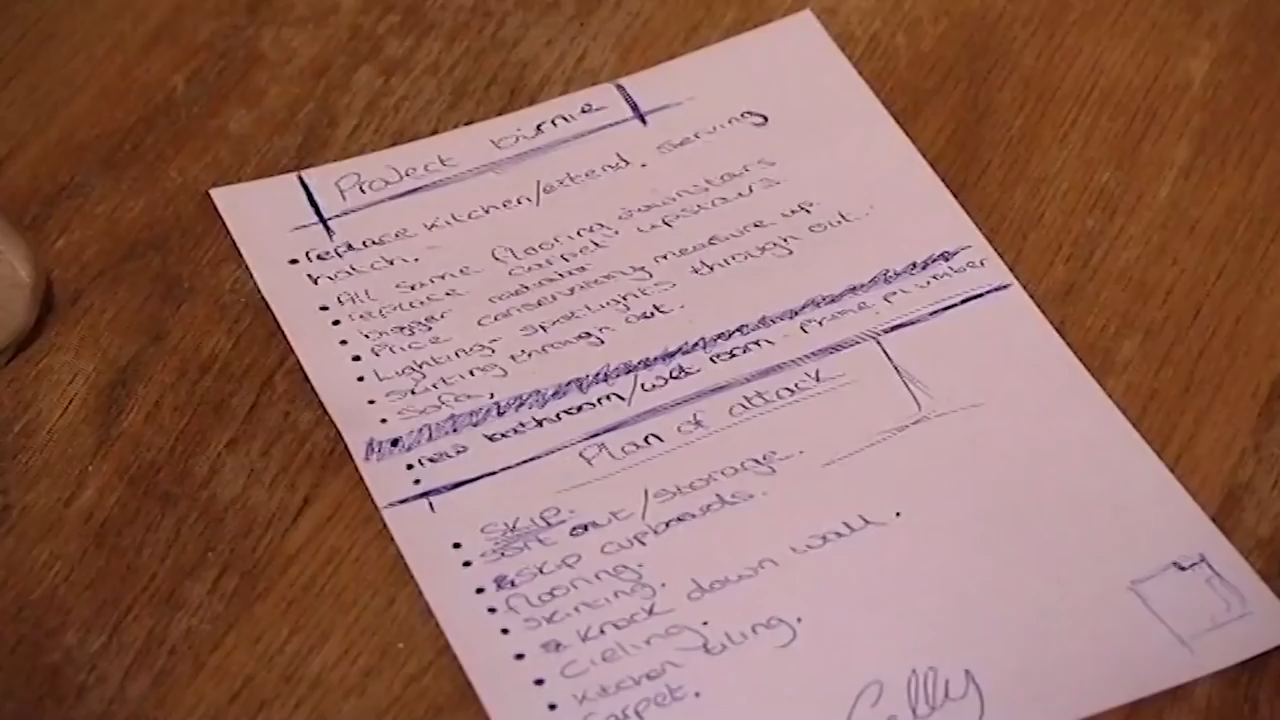 Project birnie
• replace kitchen/extend. serving
hatch.
• All same flooring downstairs
• replace carpet upstairs.
• bigger radiator
• Price conservatory measure up.
• Lighting - spotlights through out..
• Skirting through out.
• Sofa,
• new bathroom/wet room - plumber
Plan of attack
• SKIP.
• sort out/storage.
• SKIP cupboards.
• flooring.
• skirting.
• Knock down wall.
• cieling.
• Kitchen tiling.
• carpet.